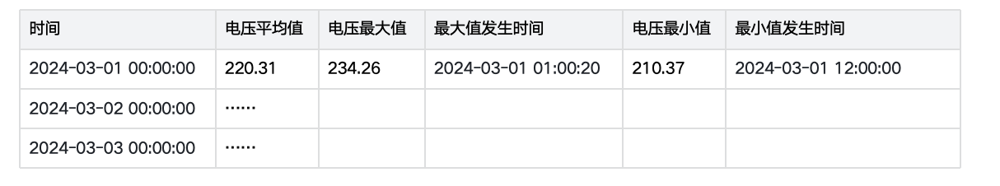 时间 电压平均值 电压最大值 最大值发生时间 电压最小值 最小值发生时间
2024-03-01 00:00:00 220.31 234.26 2024-03-01 01:00:20 210.37 2024-03-01 12:00:00
2024-03-02 00:00:00 ……
2024-03-03 00:00:00 ……